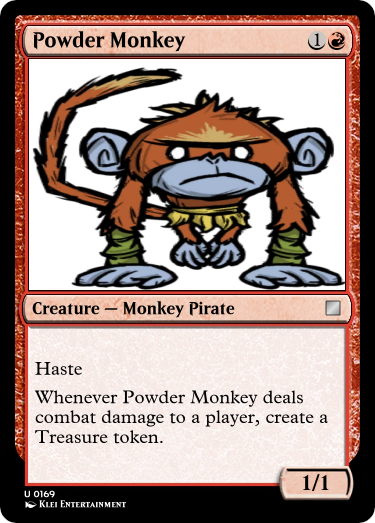 Powder Monkey 1
Creature — Monkey Pirate
Haste
Whenever Powder Monkey deals
combat damage to a player, create a
Treasure token.
1/1
U 0169
Klei Entertainment